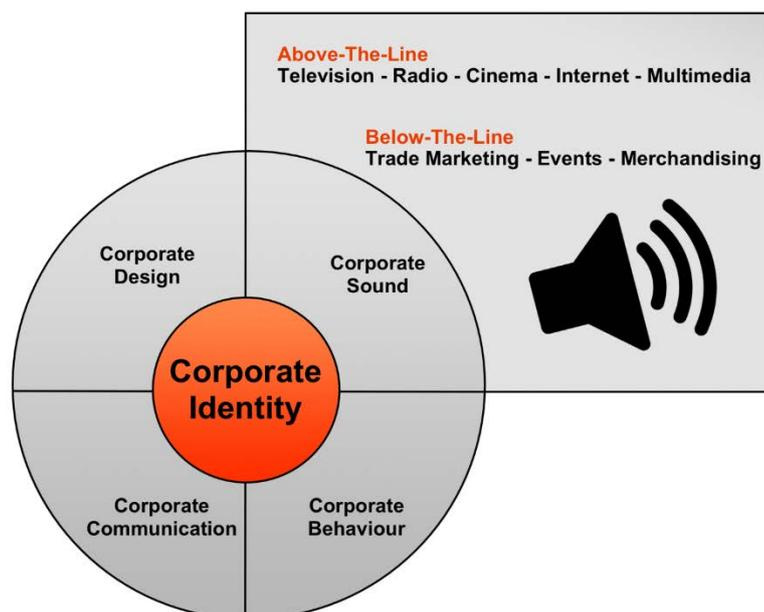 Above-The-Line
Television - Radio - Cinema - Internet - Multimedia
Below-The-Line
Trade Marketing - Events - Merchandising
Corporate
Design
Corporate
Sound
Corporate
Identity
Corporate
Communication
Corporate
Behaviour